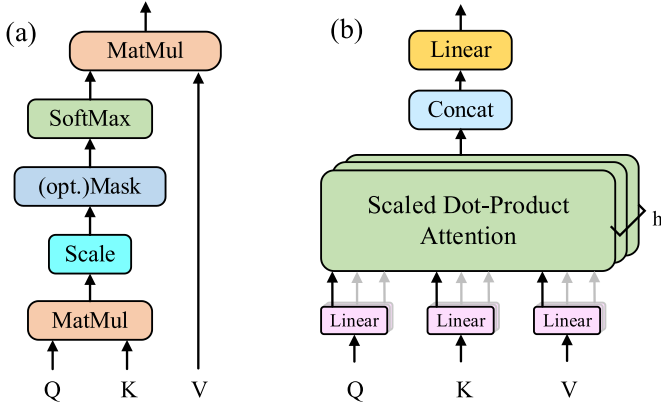 (a)
MatMul
SoftMax
(opt.)Mask
Scale
MatMul
Q K V
(b)
Linear
Concat
Scaled Dot-Product
Attention
h
Linear Linear Linear
Q K V